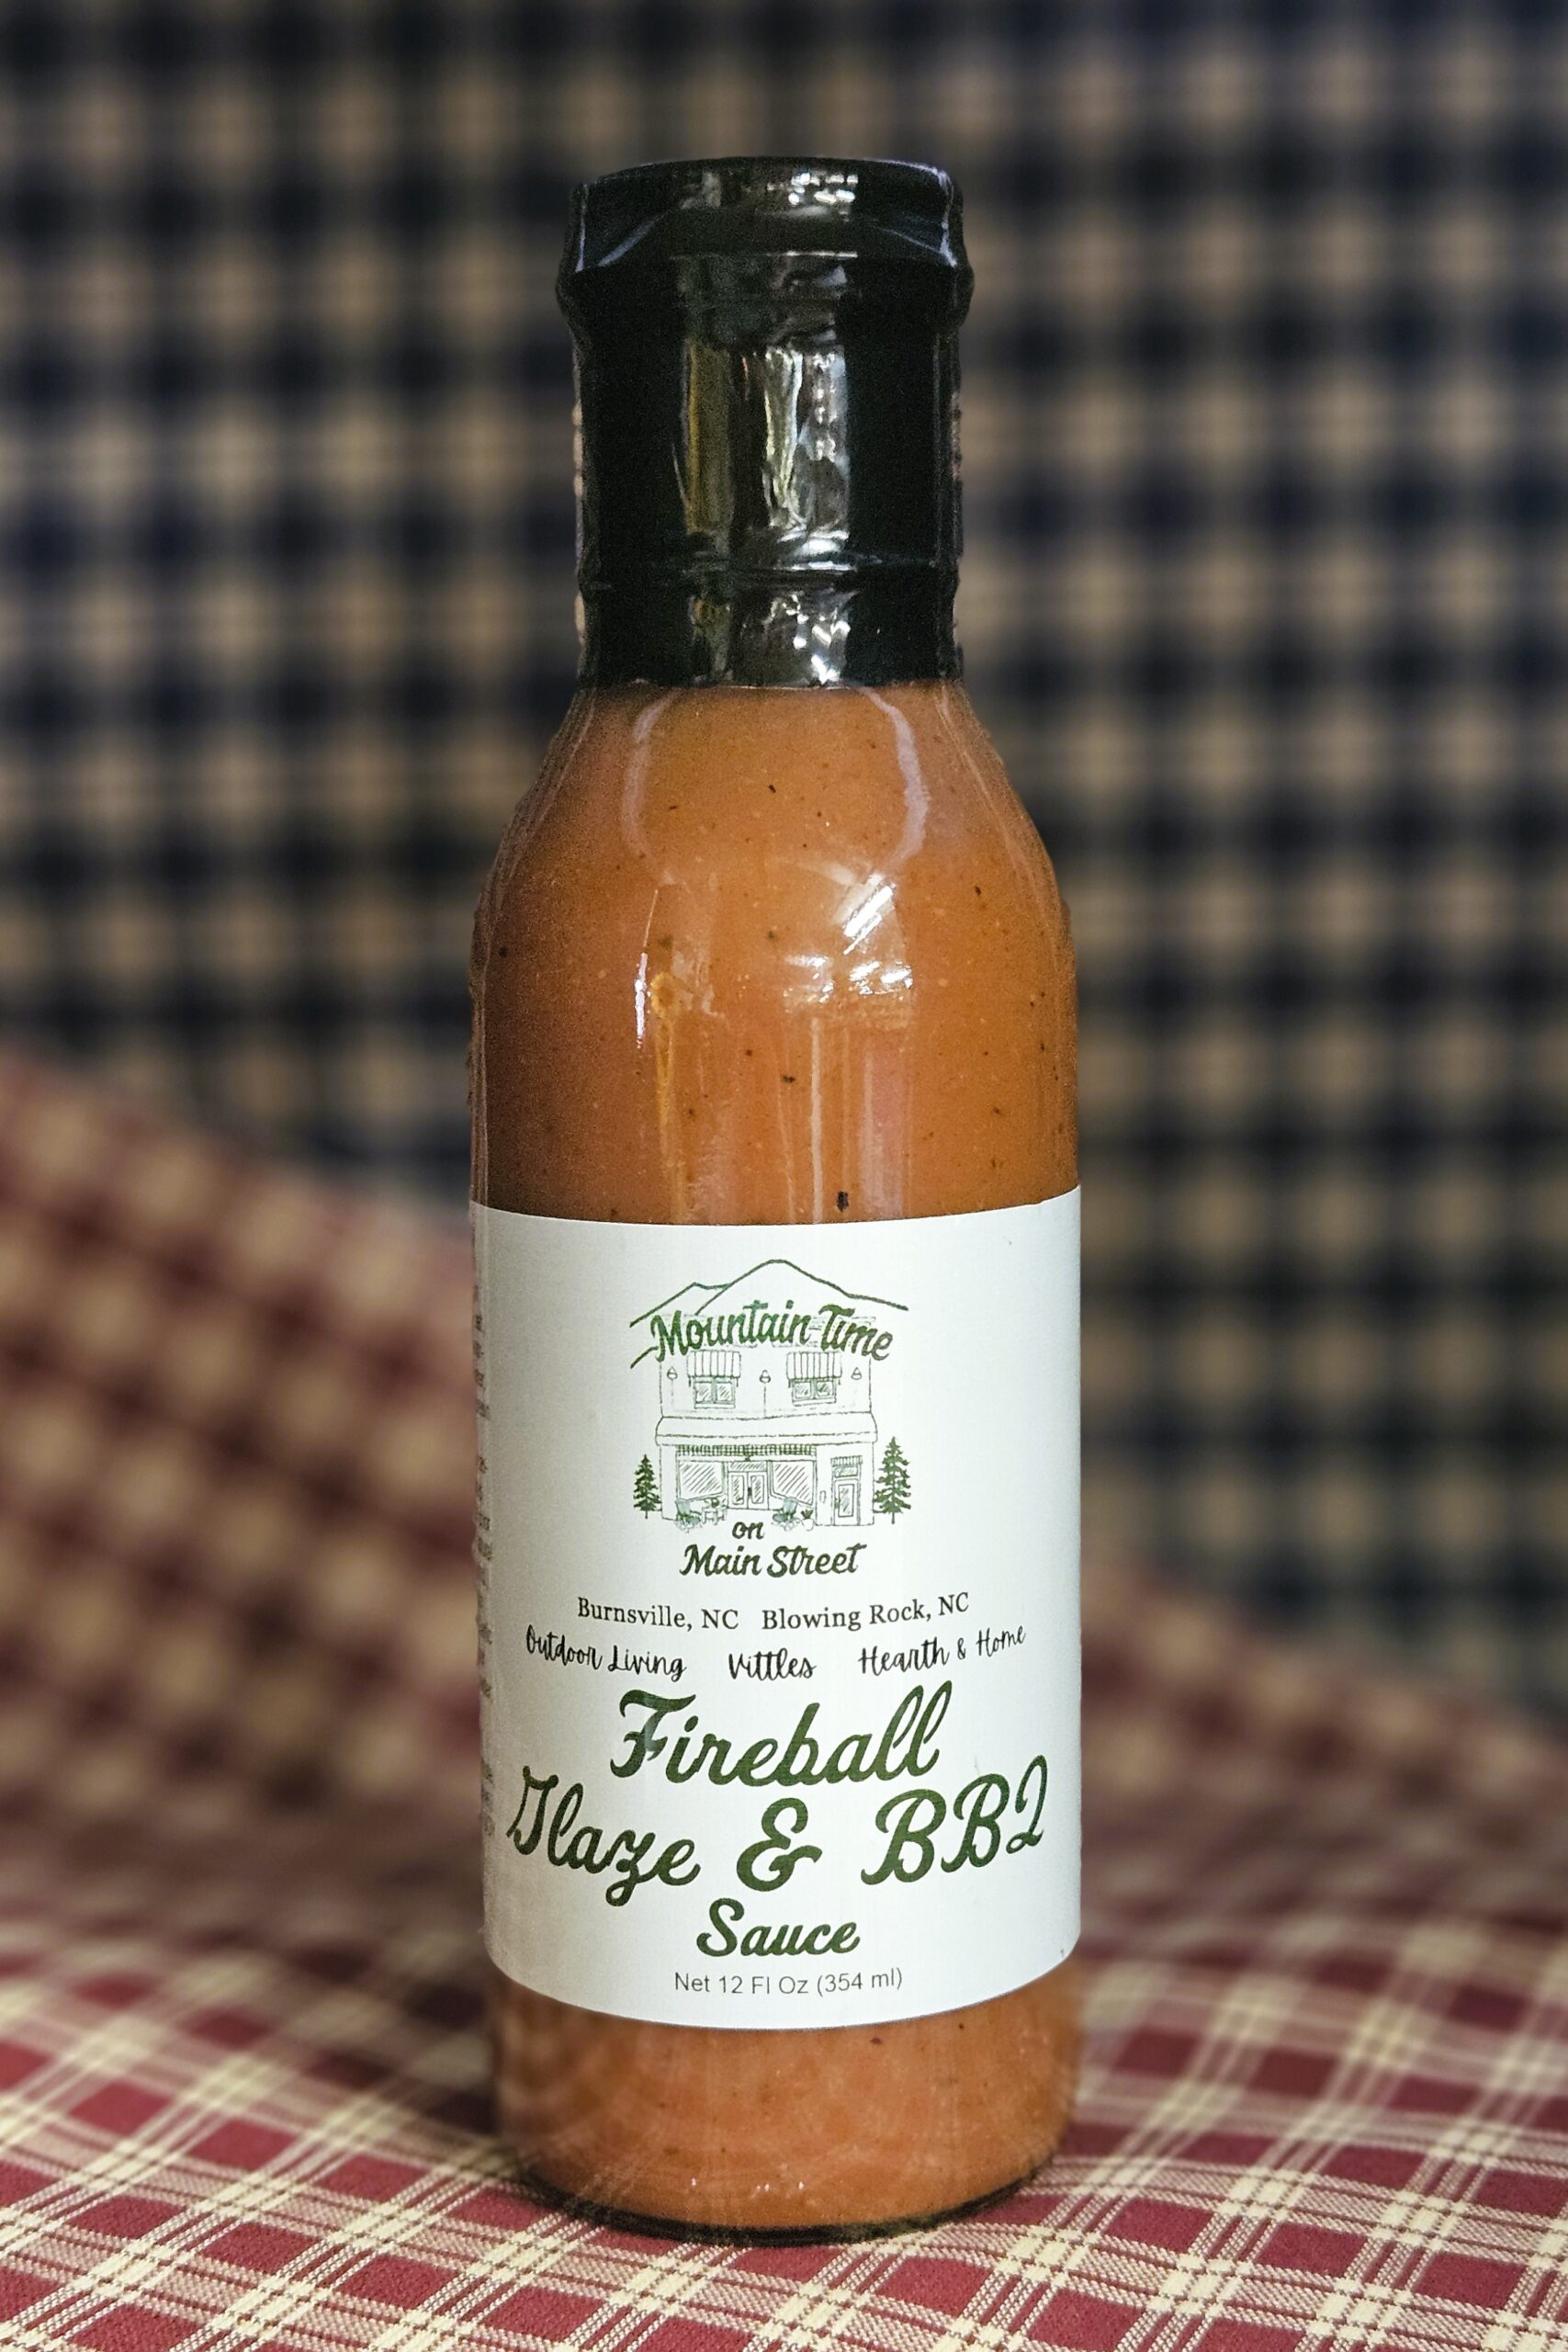 Mountain Time
on
Main Street
Burnsville, NC Blowing Rock, NC
Outdoor Living Vittles Hearth & Home
Fireball
Glaze & BBQ
Sauce
Net 12 Fl Oz (354 ml)